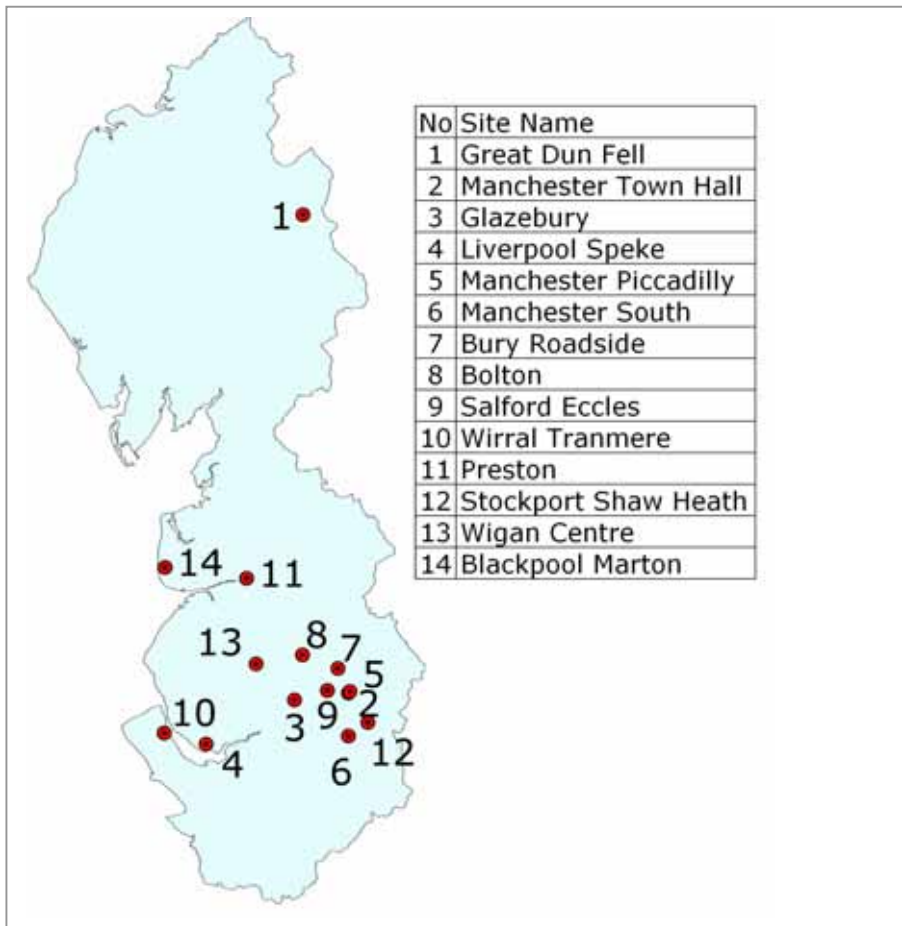 No Site Name
1 Great Dun Fell
2 Manchester Town Hall
3 Glazebury
4 Liverpool Speke
5 Manchester Piccadilly
6 Manchester South
7 Bury Roadside
8 Bolton
9 Salford Eccles
10 Wirral Tranmere
11 Preston
12 Stockport Shaw Heath
13 Wigan Centre
14 Blackpool Marton
1
14
11
13
8
7
5
3
9
2
10
4
6
12